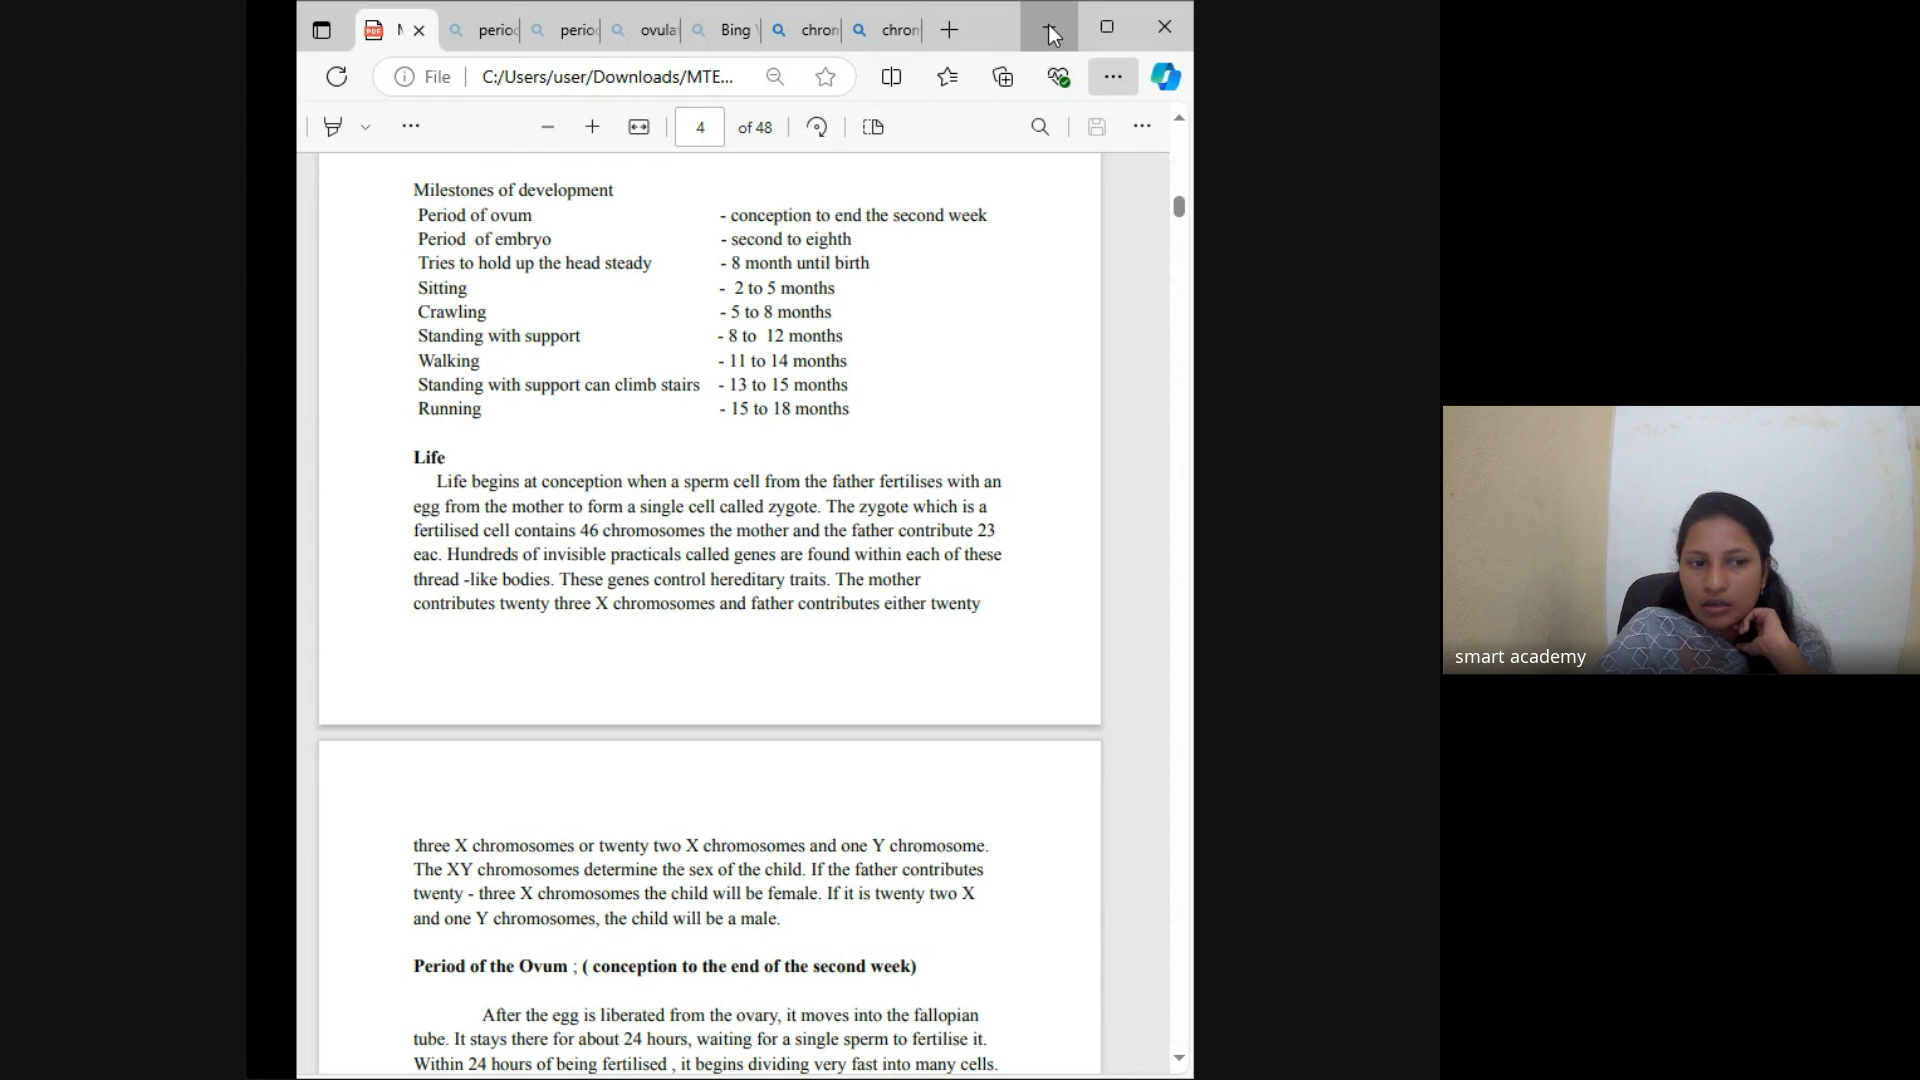 perio
perio
ovula
Bing
chron
chron
File
C:/Users/user/Downloads/MTE...
4
of 48
Milestones of development
Period of ovum - conception to end the second week
Period of embryo - second to eighth
Tries to hold up the head steady - 8 month until birth
Sitting - 2 to 5 months
Crawling - 5 to 8 months
Standing with support - 8 to 12 months
Walking - 11 to 14 months
Standing with support can climb stairs - 13 to 15 months
Running - 15 to 18 months
Life
Life begins at conception when a sperm cell from the father fertilises with an
egg from the mother to form a single cell called zygote. The zygote which is a
fertilised cell contains 46 chromosomes the mother and the father contribute 23
eac. Hundreds of invisible practicals called genes are found within each of these
thread -like bodies. These genes control hereditary traits. The mother
contributes twenty three X chromosomes and father contributes either twenty
three X chromosomes or twenty two X chromosomes and one Y chromosome.
The XY chromosomes determine the sex of the child. If the father contributes
twenty - three X chromosomes the child will be female. If it is twenty two X
and one Y chromosomes, the child will be a male.
Period of the Ovum ; ( conception to the end of the second week)
After the egg is liberated from the ovary, it moves into the fallopian
tube. It stays there for about 24 hours, waiting for a single sperm to fertilise it.
Within 24 hours of being fertilised , it begins dividing very fast into many cells.
smart academy